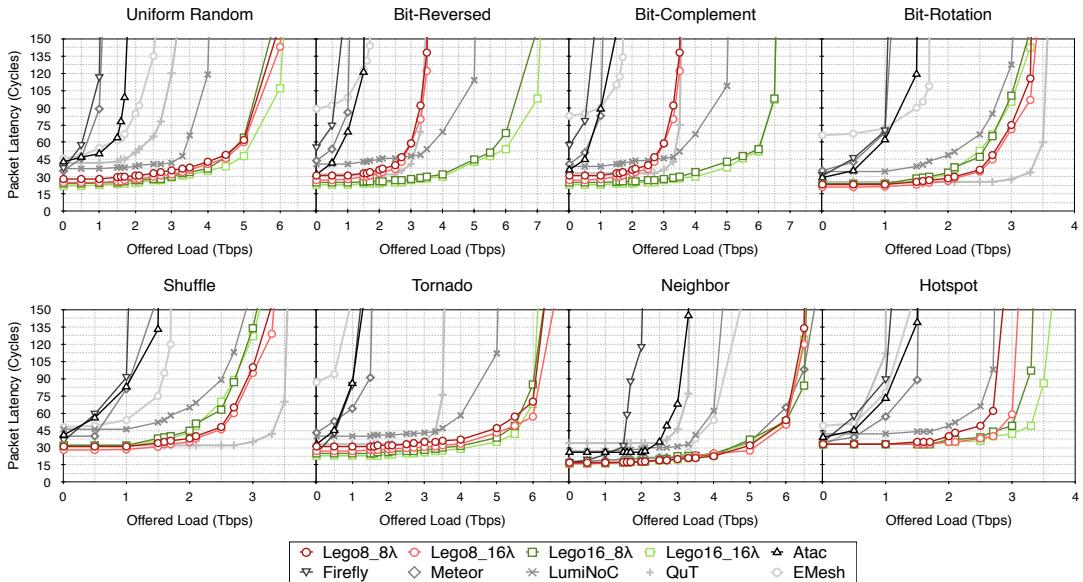 Uniform Random Bit-Reversed Bit-Complement Bit-Rotation
Packet Latency (Cycles)
150
135
120
105
90
75
60
45
30
15
0
0 1 2 3 4 5 6 0 1 2 3 4 5 6 7 0 1 2 3 4 5 6 7 0 1 2 3 4
Offered Load (Tbps) Offered Load (Tbps) Offered Load (Tbps) Offered Load (Tbps)
Shuffle Tornado Neighbor Hotspot
Packet Latency (Cycles)
150
135
120
105
90
75
60
45
30
15
0
0 1 2 3 0 1 2 3 4 5 6 0 1 2 3 4 5 6 0 1 2 3 4
Offered Load (Tbps) Offered Load (Tbps) Offered Load (Tbps) Offered Load (Tbps)
Lego8_8λ Lego8_16λ Lego16_8λ Lego16_16λ Atac
Firefly Meteor LumiNoC QuT EMesh